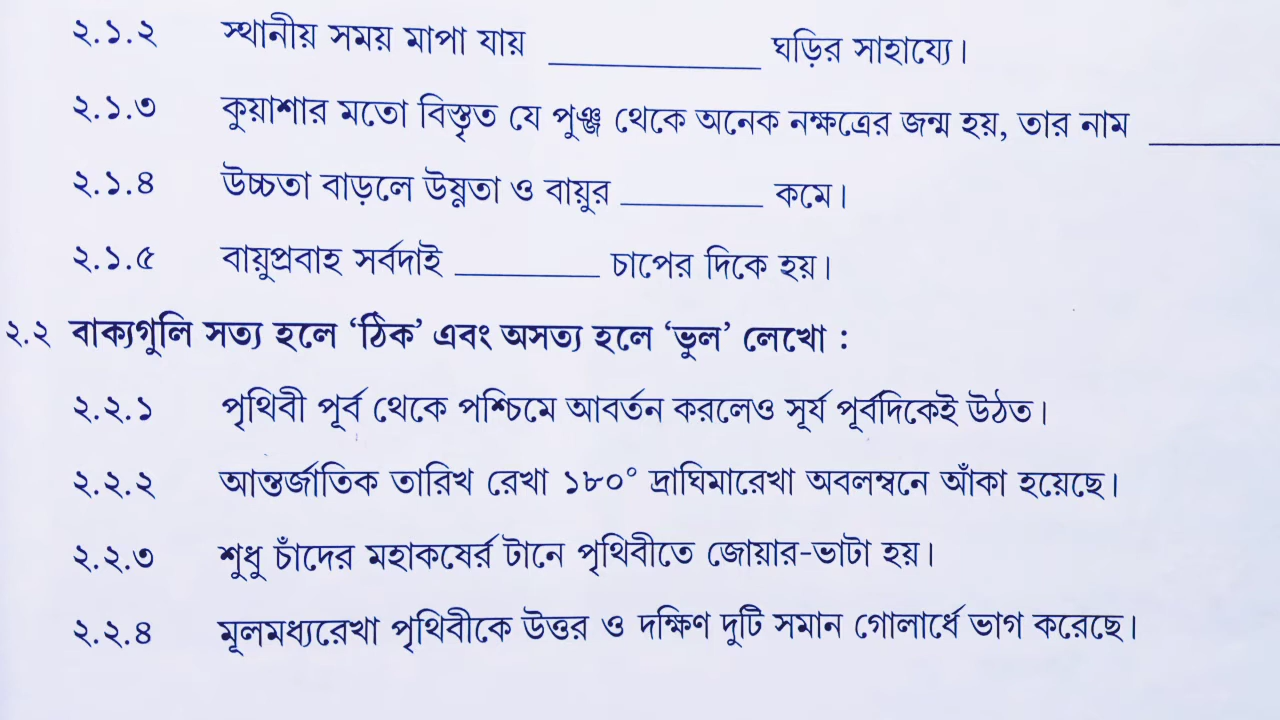 ২.১.২ স্থানীয় সময় মাপা যায় ____________ ঘড়ির সাহায্যে।
২.১.৩ কুয়াশার মতো বিস্তৃত যে পুঞ্জ থেকে অনেক নক্ষত্রের জন্ম হয়, তার নাম ________
২.১.৪ উচ্চতা বাড়লে উষ্ণতা ও বায়ুর ________ কমে।
২.১.৫ বায়ুপ্রবাহ সর্বদাই ________ চাপের দিকে হয়।
২.২ বাক্যগুলি সত্য হলে ‘ঠিক’ এবং অসত্য হলে ‘ভুল’ লেখো :
২.২.১ পৃথিবী পূর্ব থেকে পশ্চিমে আবর্তন করলেও সূর্য পূর্বদিকেই উঠত।
২.২.২ আন্তর্জাতিক তারিখ রেখা ১৮০° দ্রাঘিমারেখা অবলম্বনে আঁকা হয়েছে।
২.২.৩ শুধু চাঁদের মহাকষের্র টানে পৃথিবীতে জোয়ার-ভাটা হয়।
২.২.৪ মূলমধ্যরেখা পৃথিবীকে উত্তর ও দক্ষিণ দুটি সমান গোলার্ধে ভাগ করেছে।